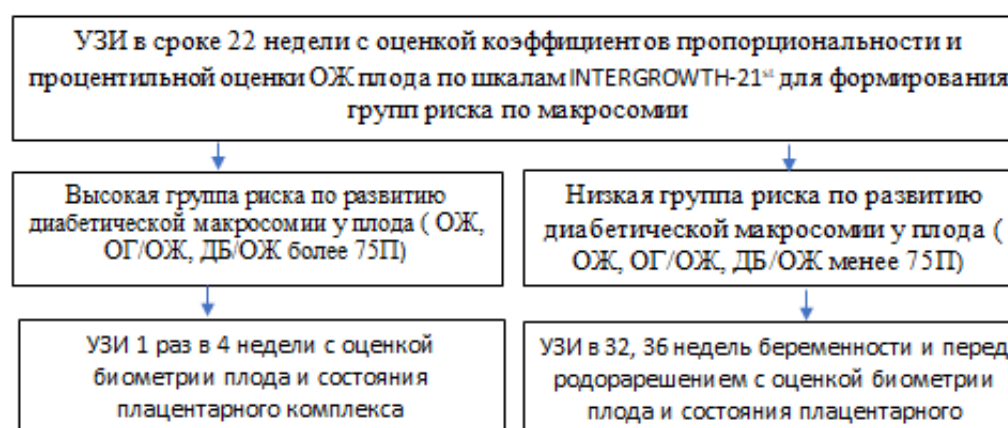 УЗИ в сроке 22 недели с оценкой коэффициентов пропорциональности и
процентильной оценки ОЖ плода по шкалам INTERGROWTH-21ˢᵗ для формирования
групп риска по макросомии
Высокая группа риска по развитию
диабетической макросомии у плода ( ОЖ,
ОГ/ОЖ, ДБ/ОЖ более 75П)
Низкая группа риска по развитию
диабетической макросомии у плода (
ОЖ, ОГ/ОЖ, ДБ/ОЖ менее 75П)
УЗИ 1 раз в 4 недели с оценкой
биометрии плода и состояния
плацентарного комплекса
УЗИ в 32, 36 недель беременности и перед
родорарешением с оценкой биометрии
плода и состояния плацентарного